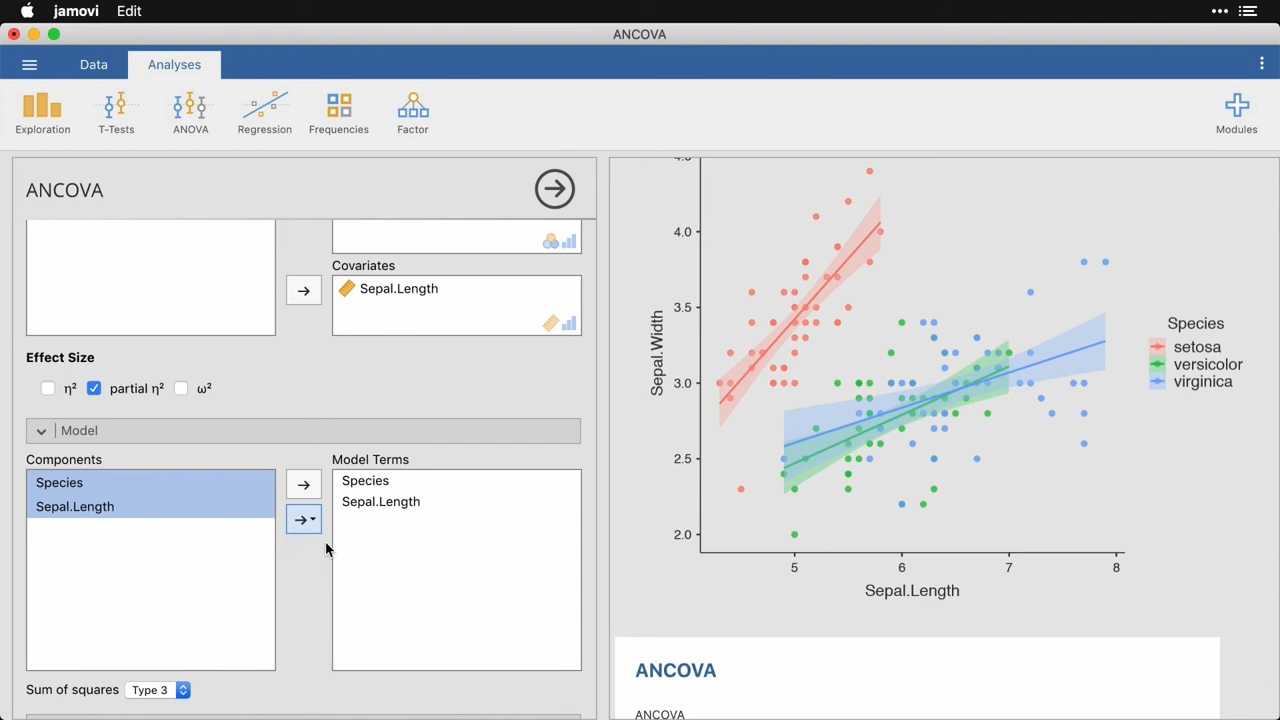 jamovi Edit
ANCOVA
Data Analyses
Exploration T-Tests ANOVA Regression Frequencies Factor Modules
ANCOVA
Covariates
Sepal.Length
Effect Size
η² partial η² ω²
Model
Components Model Terms
Species Species
Sepal.Length Sepal.Length
Sum of squares Type 3
4.0
3.5
3.0
2.5
2.0
Sepal.Width
5 6 7 8
Sepal.Length
Species
setosa
versicolor
virginica
ANCOVA
ANCOVA